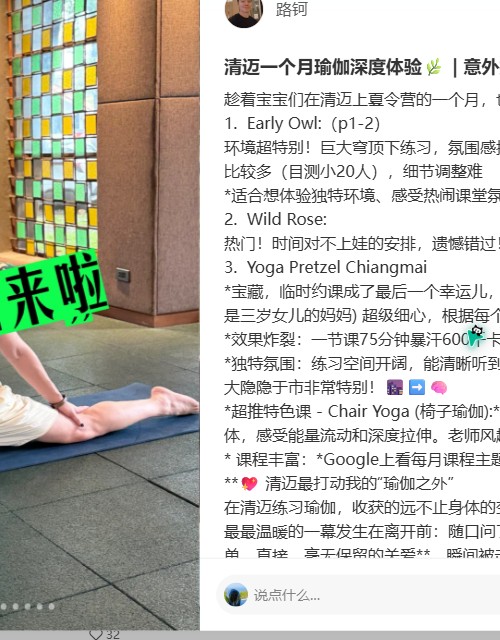 路钶
清迈一个月瑜伽深度体验🌿｜意外
趁着宝宝们在清迈上夏令营的一个月，
1. Early Owl:（p1-2）
环境超特别！巨大穹顶下练习，氛围感
比较多（目测小20人），细节调整难
*适合想体验独特环境、感受热闹课堂氛
2. Wild Rose:
热门！时间对不上娃的安排，遗憾错过！
3. Yoga Pretzel Chiangmai
*宝藏，临时约课成了最后一个幸运儿，
来啦
是三岁女儿的妈妈) 超级细心，根据每个
*效果炸裂：一节课75分钟暴汗600千卡
*独特氛围：练习空间开阔，能清晰听到
大隐隐于市非常特别！🌆➡️🧠
*超推特色课 - Chair Yoga (椅子瑜伽):*
体，感受能量流动和深度拉伸。老师风
* 课程丰富：*Google上看每月课程主题
**💖 清迈最打动我的“瑜伽之外”
在清迈练习瑜伽，收获的远不止身体的
最最温暖的一幕发生在离开前：随口问了
单、直接、毫无保留的关爱**，瞬间被
说点什么...
32